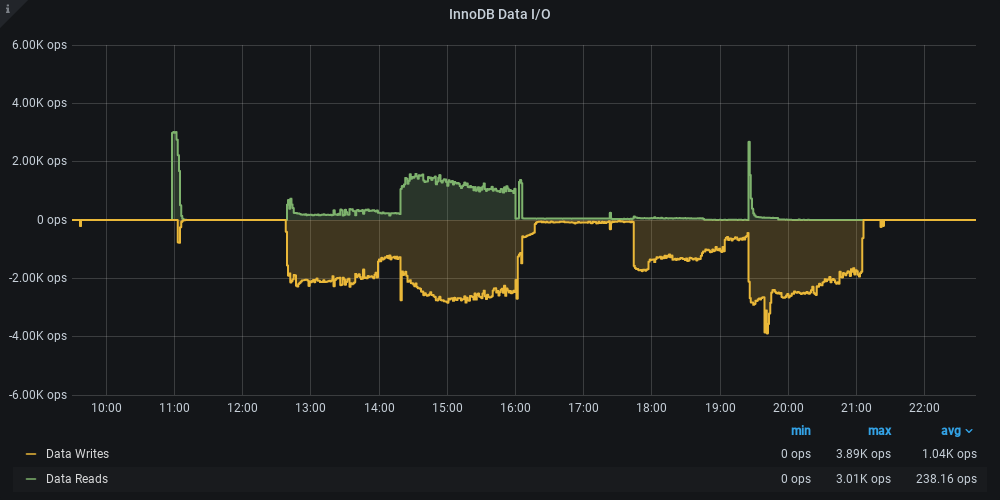 i
InnoDB Data I/O
6.00K ops
4.00K ops
2.00K ops
0 ops
-2.00K ops
-4.00K ops
-6.00K ops
10:00 11:00 12:00 13:00 14:00 15:00 16:00 17:00 18:00 19:00 20:00 21:00 22:00
min max avg
Data Writes 0 ops 3.89K ops 1.04K ops
Data Reads 0 ops 3.01K ops 238.16 ops